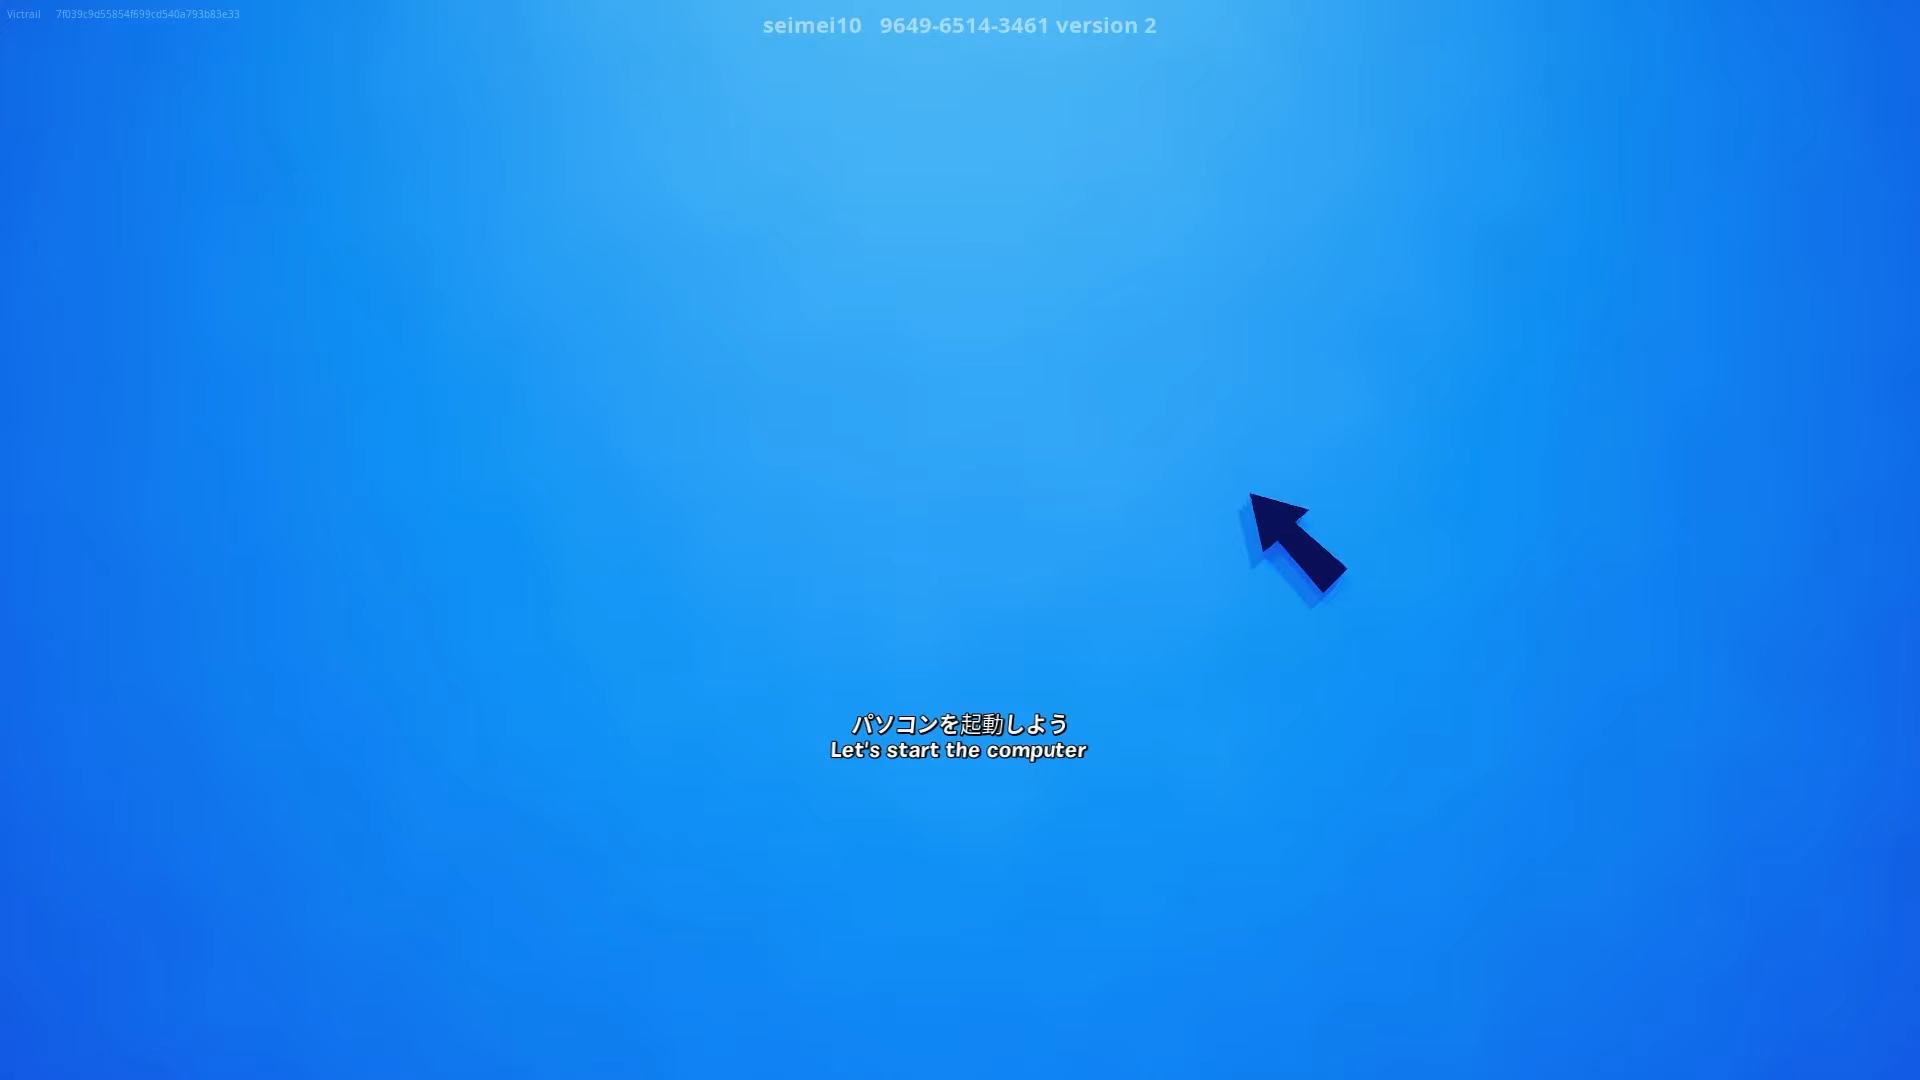 Victrail 7f039c9d55854f699cd540a793b83e33
seimei10 9649-6514-3461 version 2
パソコンを起動しよう
Let's start the computer